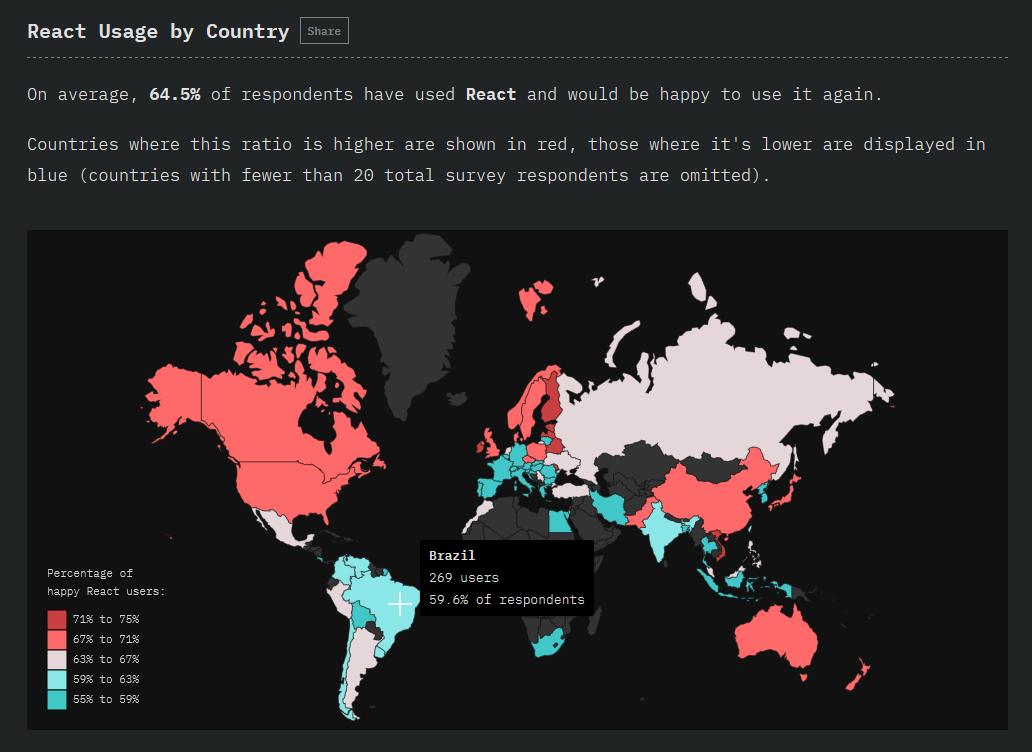 React Usage by Country Share
On average, 64.5% of respondents have used React and would be happy to use it again.
Countries where this ratio is higher are shown in red, those where it's lower are displayed in
blue (countries with fewer than 20 total survey respondents are omitted).
Brazil
269 users
59.6% of respondents
Percentage of
happy React users:
71% to 75%
67% to 71%
63% to 67%
59% to 63%
55% to 59%